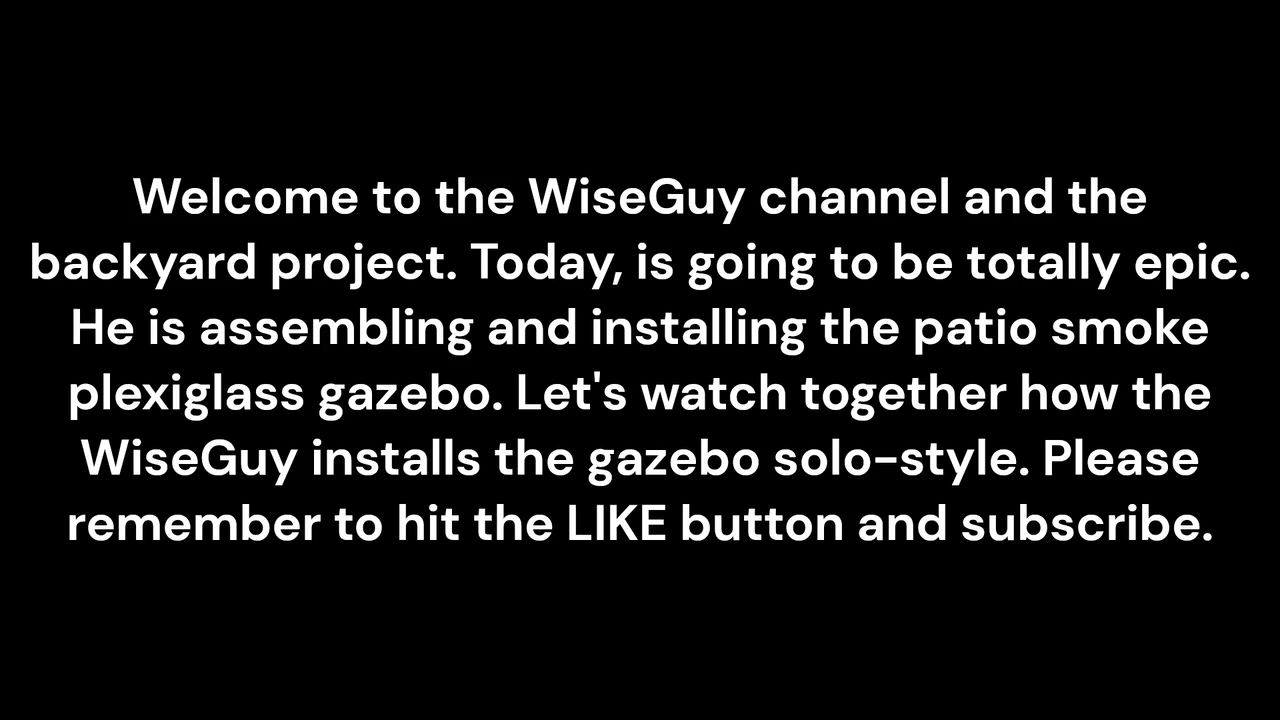 Welcome to the WiseGuy channel and the
backyard project. Today, is going to be totally epic.
He is assembling and installing the patio smoke
plexiglass gazebo. Let's watch together how the
WiseGuy installs the gazebo solo-style. Please
remember to hit the LIKE button and subscribe.